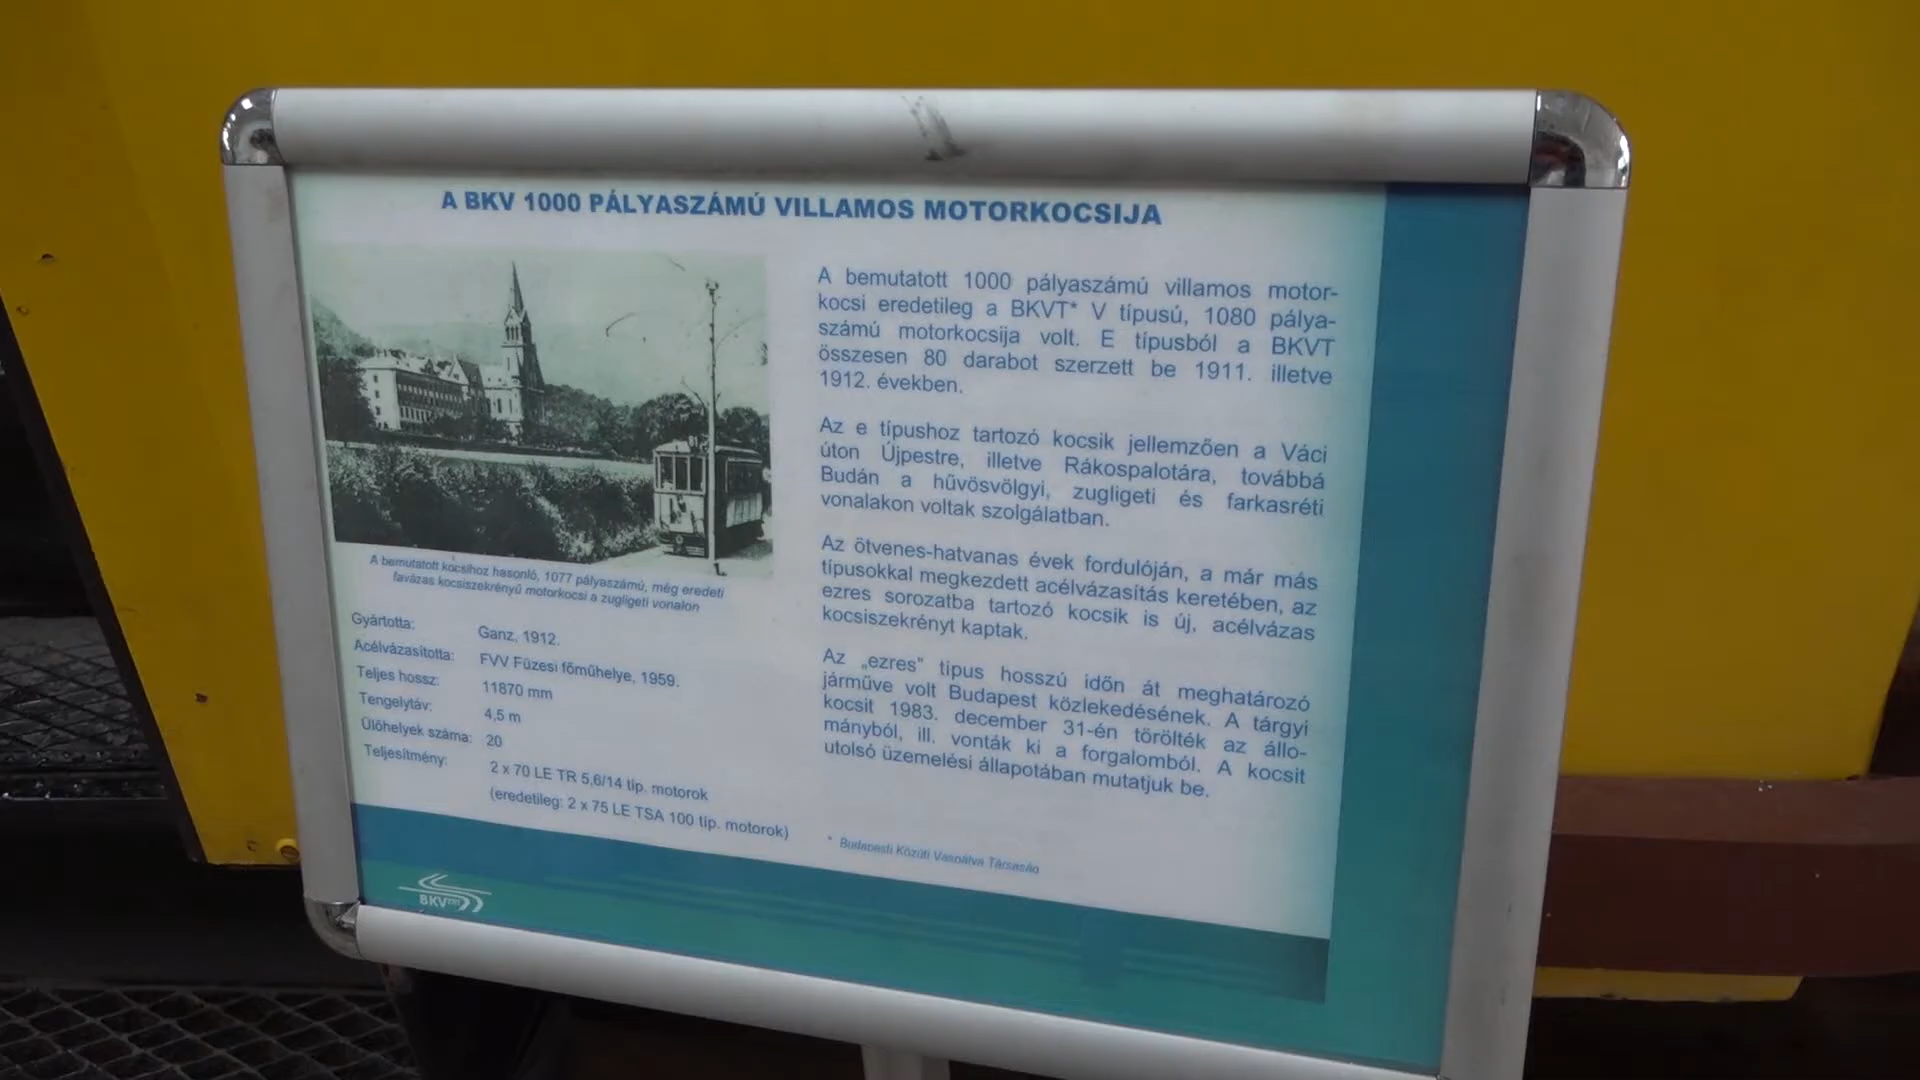 A BKV 1000 PÁLYASZÁMÚ VILLAMOS MOTORKOCSIJA
A bemutatott kocsihoz hasonló, 1077 pályaszámú, még eredeti
favázas kocsiszekrényű motorkocsi a zugligeti vonalon
Gyártotta: Ganz, 1912.
Acélvázasította: FVV Füzesi főműhelye, 1959.
Teljes hossz: 11870 mm
Tengelytáv: 4,5 m
Ülőhelyek száma: 20
Teljesítmény: 2 x 70 LE TR 5,6/14 típ. motorok
(eredetileg: 2 x 75 LE TSA 100 típ. motorok)
A bemutatott 1000 pályaszámú villamos motor-
kocsi eredetileg a BKVT* V típusú, 1080 pálya-
számú motorkocsija volt. E típusból a BKVT
összesen 80 darabot szerzett be 1911. illetve
1912. években.
Az e típushoz tartozó kocsik jellemzően a Váci
úton Újpestre, illetve Rákospalotára, továbbá
Budán a hűvösvölgyi, zugligeti és farkasréti
vonalakon voltak szolgálatban.
Az ötvenes-hatvanas évek fordulóján, a már más
típusokkal megkezdett acélvázasítás keretében, az
ezres sorozatba tartozó kocsik is új, acélvázas
kocsiszekrényt kaptak.
Az „ezres" típus hosszú időn át meghatározó
járműve volt Budapest közlekedésének. A tárgyi
kocsit 1983. december 31-én törölték az állo-
mányból, ill. vonták ki a forgalomból. A kocsit
utolsó üzemelési állapotában mutatjuk be.
* Budapesti Közúti Vaspálya Társaság
BKV